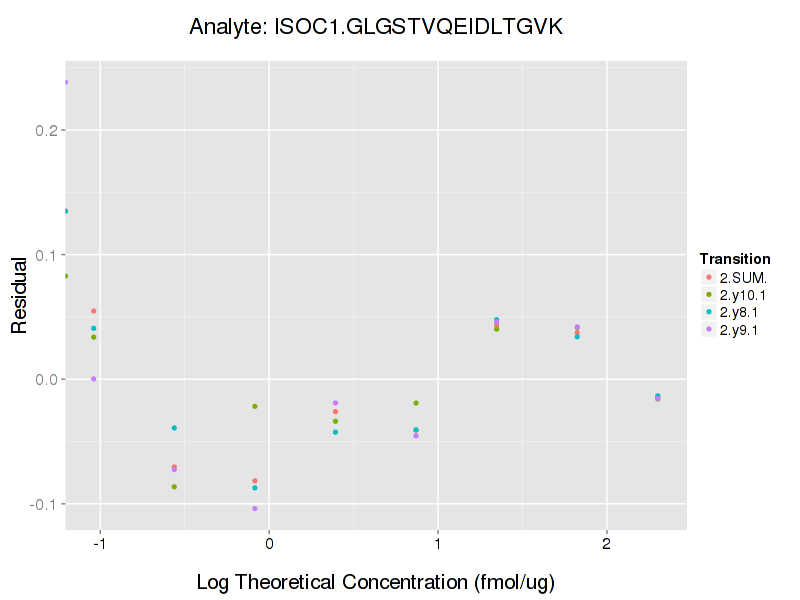 Analyte: ISOC1.GLGSTVQEIDLTGVK
0.2
0.1
0.0
-0.1
Residual
-1
0
1
2
Log Theoretical Concentration (fmol/ug)
Transition
2.SUM.
2.y10.1
2.y8.1
2.y9.1